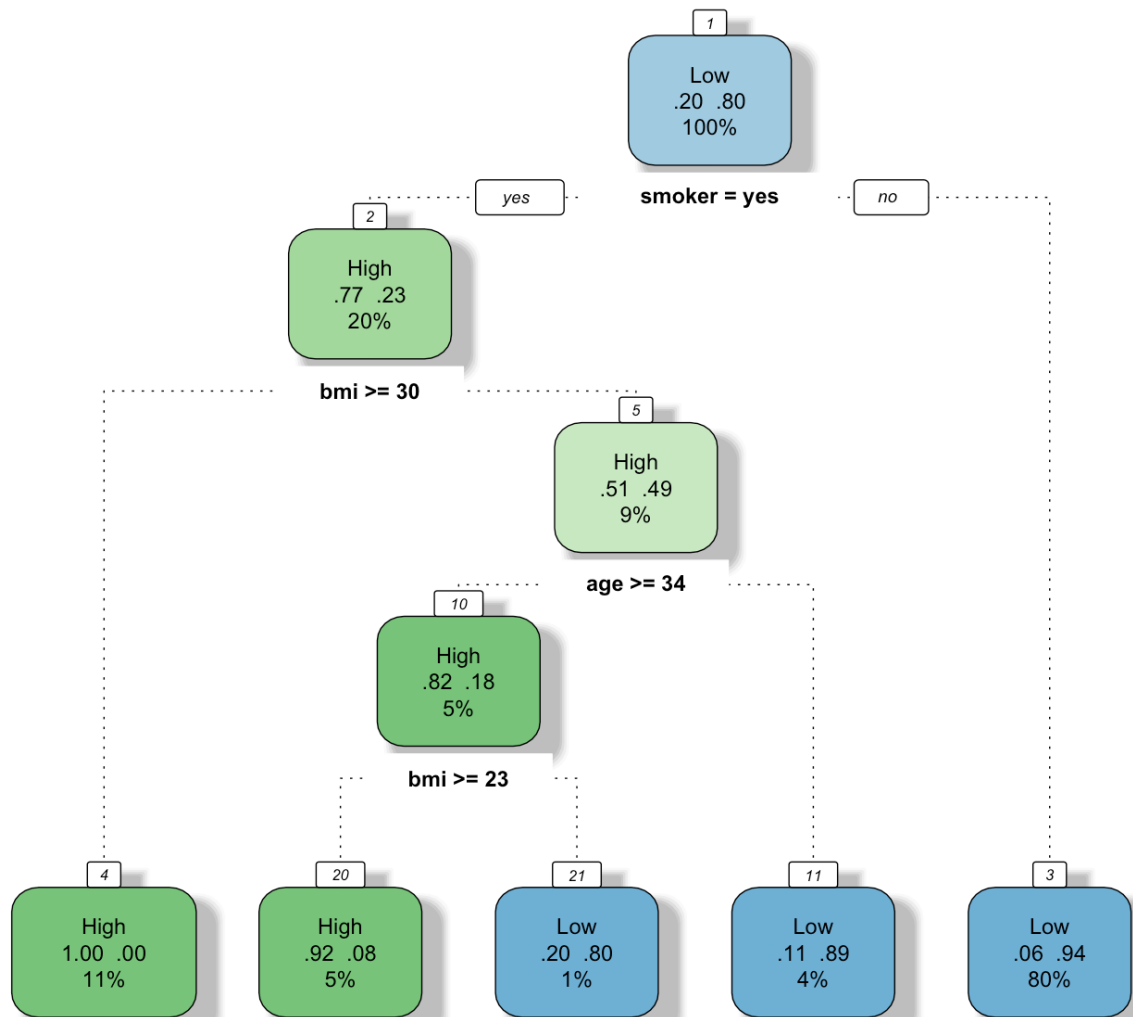 1
Low
.20 .80
100%
yes smoker = yes no
2
High
.77 .23
20%
bmi >= 30
5
High
.51 .49
9%
age >= 34
10
High
.82 .18
5%
bmi >= 23
4
High
1.00 .00
11%
20
High
.92 .08
5%
21
Low
.20 .80
1%
11
Low
.11 .89
4%
3
Low
.06 .94
80%